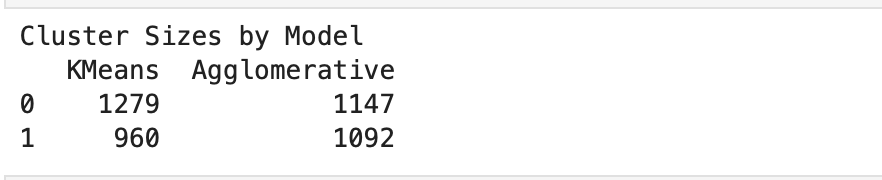 Cluster Sizes by Model
   KMeans  Agglomerative
0    1279           1147
1     960           1092